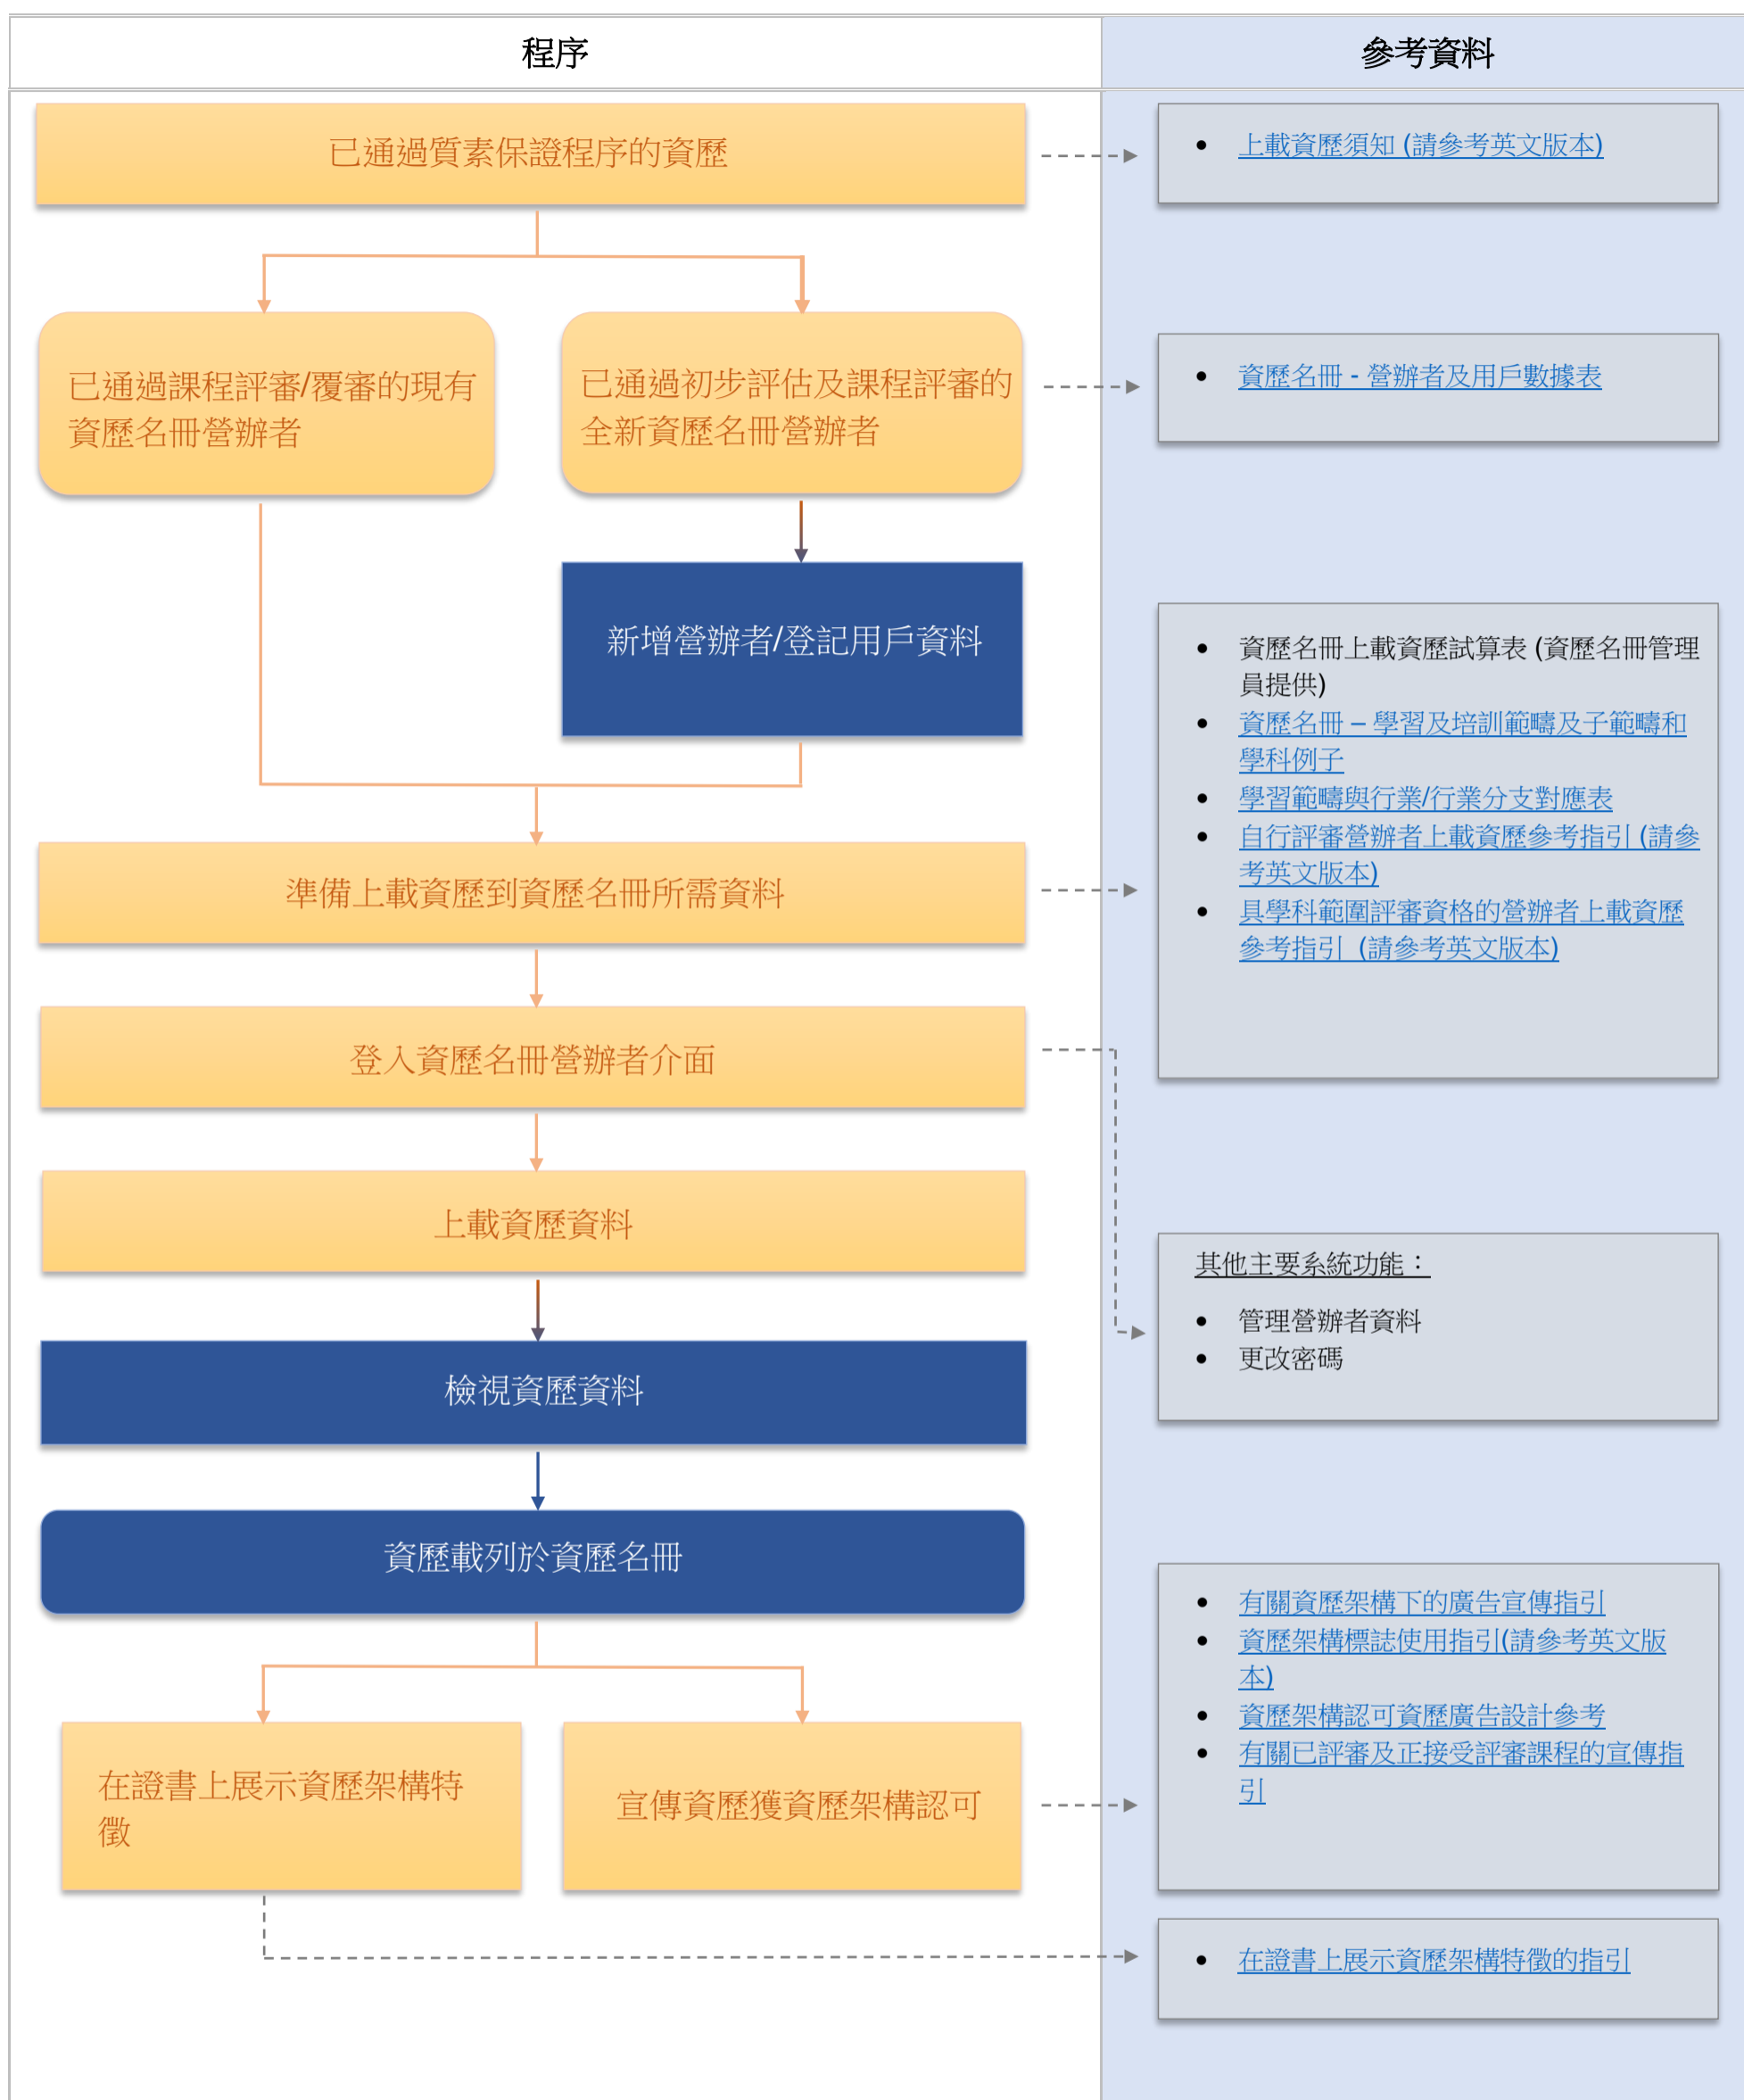 程序
參考資料
已通過質素保證程序的資歷
上載資歷須知 (請參考英文版本)
已通過課程評審/覆審的現有
資歷名冊營辦者
已通過初步評估及課程評審的
全新資歷名冊營辦者
資歷名冊 - 營辦者及用戶數據表
新增營辦者/登記用戶資料
資歷名冊上載資歷試算表 (資歷名冊管理
員提供)
資歷名冊 – 學習及培訓範疇及子範疇和
學科例子
學習範疇與行業/行業分支對應表
自行評審營辦者上載資歷參考指引 (請參
考英文版本)
具學科範圍評審資格的營辦者上載資歷
參考指引 (請參考英文版本)
準備上載資歷到資歷名冊所需資料
登入資歷名冊營辦者介面
上載資歷資料
其他主要系統功能：
管理營辦者資料
更改密碼
檢視資歷資料
資歷載列於資歷名冊
有關資歷架構下的廣告宣傳指引
資歷架構標誌使用指引(請參考英文版
本)
資歷架構認可資歷廣告設計參考
有關已評審及正接受評審課程的宣傳指
引
在證書上展示資歷架構特
徵
宣傳資歷獲資歷架構認可
在證書上展示資歷架構特徵的指引